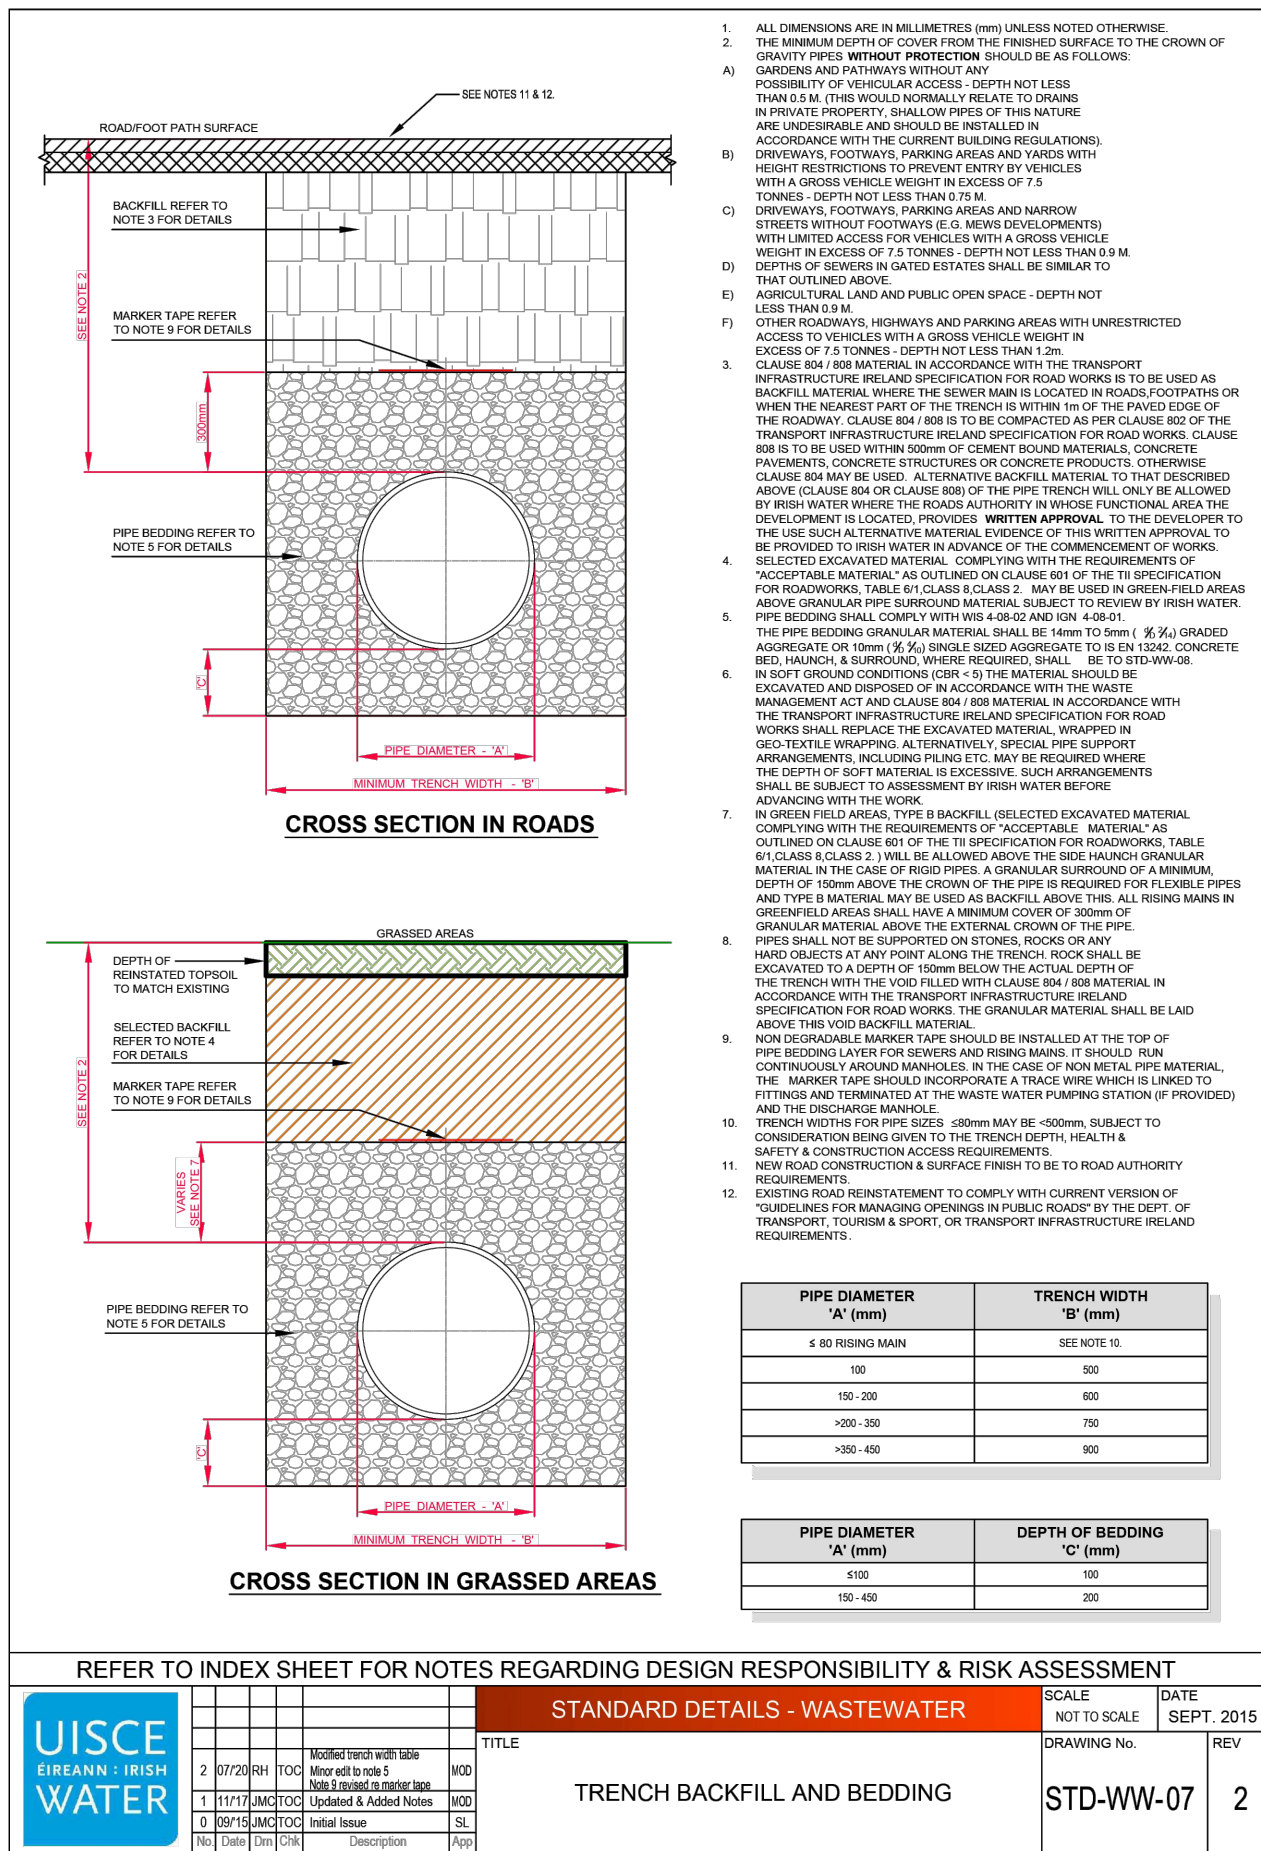 SEE NOTES 11 & 12.
ROAD/FOOT PATH SURFACE
BACKFILL REFER TO
NOTE 3 FOR DETAILS
SEE NOTE 2
MARKER TAPE REFER
TO NOTE 9 FOR DETAILS
300mm
PIPE BEDDING REFER TO
NOTE 5 FOR DETAILS
'C'
PIPE DIAMETER - 'A'
MINIMUM TRENCH WIDTH - 'B'
CROSS SECTION IN ROADS
GRASSED AREAS
DEPTH OF
REINSTATED TOPSOIL
TO MATCH EXISTING
SELECTED BACKFILL
REFER TO NOTE 4
FOR DETAILS
SEE NOTE 2
MARKER TAPE REFER
TO NOTE 9 FOR DETAILS
VARIES
SEE NOTE 7
PIPE BEDDING REFER TO
NOTE 5 FOR DETAILS
'C'
PIPE DIAMETER - 'A'
MINIMUM TRENCH WIDTH - 'B'
CROSS SECTION IN GRASSED AREAS
1. ALL DIMENSIONS ARE IN MILLIMETRES (mm) UNLESS NOTED OTHERWISE.
2. THE MINIMUM DEPTH OF COVER FROM THE FINISHED SURFACE TO THE CROWN OF
GRAVITY PIPES WITHOUT PROTECTION SHOULD BE AS FOLLOWS:
A) GARDENS AND PATHWAYS WITHOUT ANY
POSSIBILITY OF VEHICULAR ACCESS - DEPTH NOT LESS
THAN 0.5 M. (THIS WOULD NORMALLY RELATE TO DRAINS
IN PRIVATE PROPERTY, SHALLOW PIPES OF THIS NATURE
ARE UNDESIRABLE AND SHOULD BE INSTALLED IN
ACCORDANCE WITH THE CURRENT BUILDING REGULATIONS).
B) DRIVEWAYS, FOOTWAYS, PARKING AREAS AND YARDS WITH
HEIGHT RESTRICTIONS TO PREVENT ENTRY BY VEHICLES
WITH A GROSS VEHICLE WEIGHT IN EXCESS OF 7.5
TONNES - DEPTH NOT LESS THAN 0.75 M.
C) DRIVEWAYS, FOOTWAYS, PARKING AREAS AND NARROW
STREETS WITHOUT FOOTWAYS (E.G. MEWS DEVELOPMENTS)
WITH LIMITED ACCESS FOR VEHICLES WITH A GROSS VEHICLE
WEIGHT IN EXCESS OF 7.5 TONNES - DEPTH NOT LESS THAN 0.9 M.
D) DEPTHS OF SEWERS IN GATED ESTATES SHALL BE SIMILAR TO
THAT OUTLINED ABOVE.
E) AGRICULTURAL LAND AND PUBLIC OPEN SPACE - DEPTH NOT
LESS THAN 0.9 M.
F) OTHER ROADWAYS, HIGHWAYS AND PARKING AREAS WITH UNRESTRICTED
ACCESS TO VEHICLES WITH A GROSS VEHICLE WEIGHT IN
EXCESS OF 7.5 TONNES - DEPTH NOT LESS THAN 1.2m.
3. CLAUSE 804 / 808 MATERIAL IN ACCORDANCE WITH THE TRANSPORT
INFRASTRUCTURE IRELAND SPECIFICATION FOR ROAD WORKS IS TO BE USED AS
BACKFILL MATERIAL WHERE THE SEWER MAIN IS LOCATED IN ROADS,FOOTPATHS OR
WHEN THE NEAREST PART OF THE TRENCH IS WITHIN 1m OF THE PAVED EDGE OF
THE ROADWAY. CLAUSE 804 / 808 IS TO BE COMPACTED AS PER CLAUSE 802 OF THE
TRANSPORT INFRASTRUCTURE IRELAND SPECIFICATION FOR ROAD WORKS. CLAUSE
808 IS TO BE USED WITHIN 500mm OF CEMENT BOUND MATERIALS, CONCRETE
PAVEMENTS, CONCRETE STRUCTURES OR CONCRETE PRODUCTS. OTHERWISE
CLAUSE 804 MAY BE USED. ALTERNATIVE BACKFILL MATERIAL TO THAT DESCRIBED
ABOVE (CLAUSE 804 OR CLAUSE 808) OF THE PIPE TRENCH WILL ONLY BE ALLOWED
BY IRISH WATER WHERE THE ROADS AUTHORITY IN WHOSE FUNCTIONAL AREA THE
DEVELOPMENT IS LOCATED, PROVIDES WRITTEN APPROVAL TO THE DEVELOPER TO
THE USE SUCH ALTERNATIVE MATERIAL EVIDENCE OF THIS WRITTEN APPROVAL TO
BE PROVIDED TO IRISH WATER IN ADVANCE OF THE COMMENCEMENT OF WORKS.
4. SELECTED EXCAVATED MATERIAL COMPLYING WITH THE REQUIREMENTS OF
"ACCEPTABLE MATERIAL" AS OUTLINED ON CLAUSE 601 OF THE TII SPECIFICATION
FOR ROADWORKS, TABLE 6/1,CLASS 8,CLASS 2. MAY BE USED IN GREEN-FIELD AREAS
ABOVE GRANULAR PIPE SURROUND MATERIAL SUBJECT TO REVIEW BY IRISH WATER.
5. PIPE BEDDING SHALL COMPLY WITH WIS 4-08-02 AND IGN 4-08-01.
THE PIPE BEDDING GRANULAR MATERIAL SHALL BE 14mm TO 5mm ( ) GRADED
AGGREGATE OR 10mm ( ) SINGLE SIZED AGGREGATE TO IS EN 13242. CONCRETE
BED, HAUNCH, & SURROUND, WHERE REQUIRED, SHALL BE TO STD-WW-08.
6. IN SOFT GROUND CONDITIONS (CBR < 5) THE MATERIAL SHOULD BE
EXCAVATED AND DISPOSED OF IN ACCORDANCE WITH THE WASTE
MANAGEMENT ACT AND CLAUSE 804 / 808 MATERIAL IN ACCORDANCE WITH
THE TRANSPORT INFRASTRUCTURE IRELAND SPECIFICATION FOR ROAD
WORKS SHALL REPLACE THE EXCAVATED MATERIAL, WRAPPED IN
GEO-TEXTILE WRAPPING. ALTERNATIVELY, SPECIAL PIPE SUPPORT
ARRANGEMENTS, INCLUDING PILING ETC. MAY BE REQUIRED WHERE
THE DEPTH OF SOFT MATERIAL IS EXCESSIVE. SUCH ARRANGEMENTS
SHALL BE SUBJECT TO ASSESSMENT BY IRISH WATER BEFORE
ADVANCING WITH THE WORK.
7. IN GREEN FIELD AREAS, TYPE B BACKFILL (SELECTED EXCAVATED MATERIAL
COMPLYING WITH THE REQUIREMENTS OF "ACCEPTABLE MATERIAL" AS
OUTLINED ON CLAUSE 601 OF THE TII SPECIFICATION FOR ROADWORKS, TABLE
6/1,CLASS 8,CLASS 2. ) WILL BE ALLOWED ABOVE THE SIDE HAUNCH GRANULAR
MATERIAL IN THE CASE OF RIGID PIPES. A GRANULAR SURROUND OF A MINIMUM,
DEPTH OF 150mm ABOVE THE CROWN OF THE PIPE IS REQUIRED FOR FLEXIBLE PIPES
AND TYPE B MATERIAL MAY BE USED AS BACKFILL ABOVE THIS. ALL RISING MAINS IN
GREENFIELD AREAS SHALL HAVE A MINIMUM COVER OF 300mm OF
GRANULAR MATERIAL ABOVE THE EXTERNAL CROWN OF THE PIPE.
8. PIPES SHALL NOT BE SUPPORTED ON STONES, ROCKS OR ANY
HARD OBJECTS AT ANY POINT ALONG THE TRENCH. ROCK SHALL BE
EXCAVATED TO A DEPTH OF 150mm BELOW THE ACTUAL DEPTH OF
THE TRENCH WITH THE VOID FILLED WITH CLAUSE 804 / 808 MATERIAL IN
ACCORDANCE WITH THE TRANSPORT INFRASTRUCTURE IRELAND
SPECIFICATION FOR ROAD WORKS. THE GRANULAR MATERIAL SHALL BE LAID
ABOVE THIS VOID BACKFILL MATERIAL.
9. NON DEGRADABLE MARKER TAPE SHOULD BE INSTALLED AT THE TOP OF
PIPE BEDDING LAYER FOR SEWERS AND RISING MAINS. IT SHOULD RUN
CONTINUOUSLY AROUND MANHOLES. IN THE CASE OF NON METAL PIPE MATERIAL,
THE MARKER TAPE SHOULD INCORPORATE A TRACE WIRE WHICH IS LINKED TO
FITTINGS AND TERMINATED AT THE WASTE WATER PUMPING STATION (IF PROVIDED)
AND THE DISCHARGE MANHOLE.
10. TRENCH WIDTHS FOR PIPE SIZES ≤80mm MAY BE <500mm, SUBJECT TO
CONSIDERATION BEING GIVEN TO THE TRENCH DEPTH, HEALTH &
SAFETY & CONSTRUCTION ACCESS REQUIREMENTS.
11. NEW ROAD CONSTRUCTION & SURFACE FINISH TO BE TO ROAD AUTHORITY
REQUIREMENTS.
12. EXISTING ROAD REINSTATEMENT TO COMPLY WITH CURRENT VERSION OF
"GUIDELINES FOR MANAGING OPENINGS IN PUBLIC ROADS" BY THE DEPT. OF
TRANSPORT, TOURISM & SPORT, OR TRANSPORT INFRASTRUCTURE IRELAND
REQUIREMENTS.
PIPE DIAMETER TRENCH WIDTH
'A' (mm) 'B' (mm)
≤ 80 RISING MAIN SEE NOTE 10.
100 500
150 - 200 600
>200 - 350 750
>350 - 450 900
PIPE DIAMETER DEPTH OF BEDDING
'A' (mm) 'C' (mm)
≤100 100
150 - 450 200
REFER TO INDEX SHEET FOR NOTES REGARDING DESIGN RESPONSIBILITY & RISK ASSESSMENT
UISCE
ÉIREANN : IRISH
WATER
Modified trench width table
2 07/'20 RH TOC Minor edit to note 5 MOD
Note 9 revised re marker tape
1 11/'17 JMC TOC Updated & Added Notes MOD
0 09/'15 JMC TOC Initial Issue SL
No. Date Drn Chk Description App
STANDARD DETAILS - WASTEWATER
TITLE
TRENCH BACKFILL AND BEDDING
SCALE
NOT TO SCALE
DATE
SEPT. 2015
DRAWING No.
STD-WW-07
REV
2